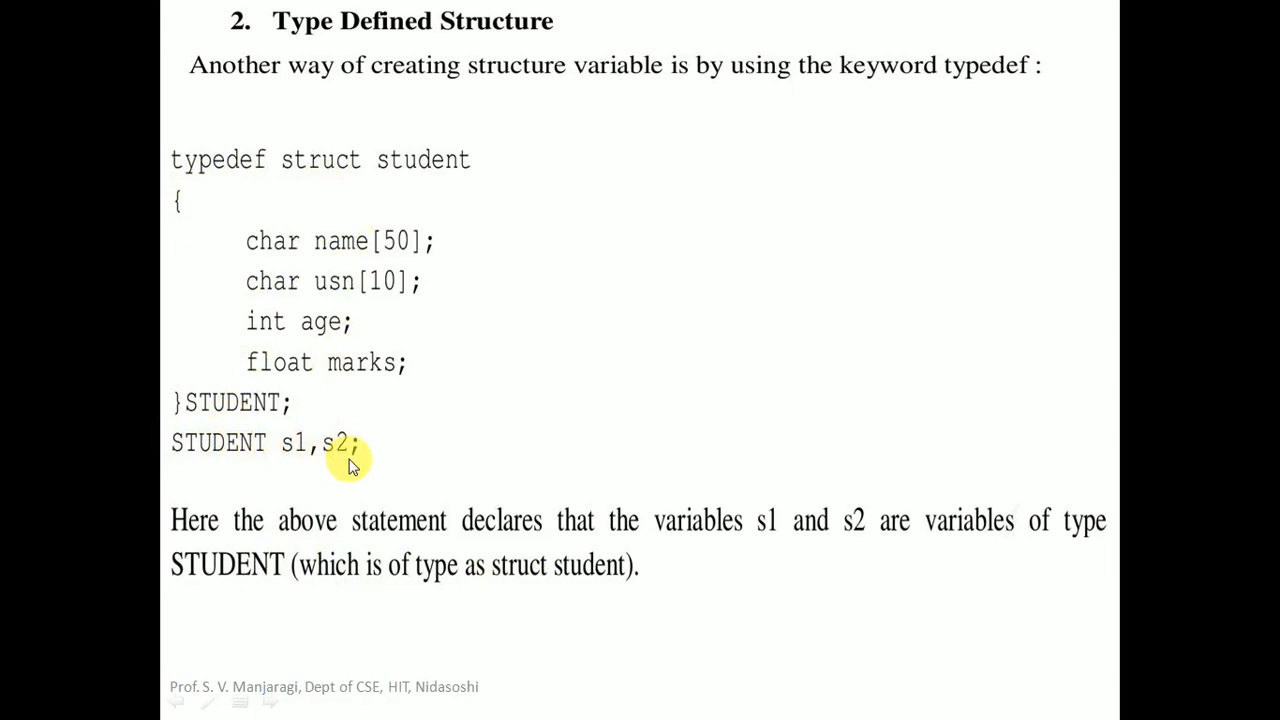 2. Type Defined Structure
Another way of creating structure variable is by using the keyword typedef :
typedef struct student
{
char name[50];
char usn[10];
int age;
float marks;
}STUDENT;
STUDENT s1,s2;
Here the above statement declares that the variables s1 and s2 are variables of type
STUDENT (which is of type as struct student).
Prof. S. V. Manjaragi, Dept of CSE, HIT, Nidasoshi